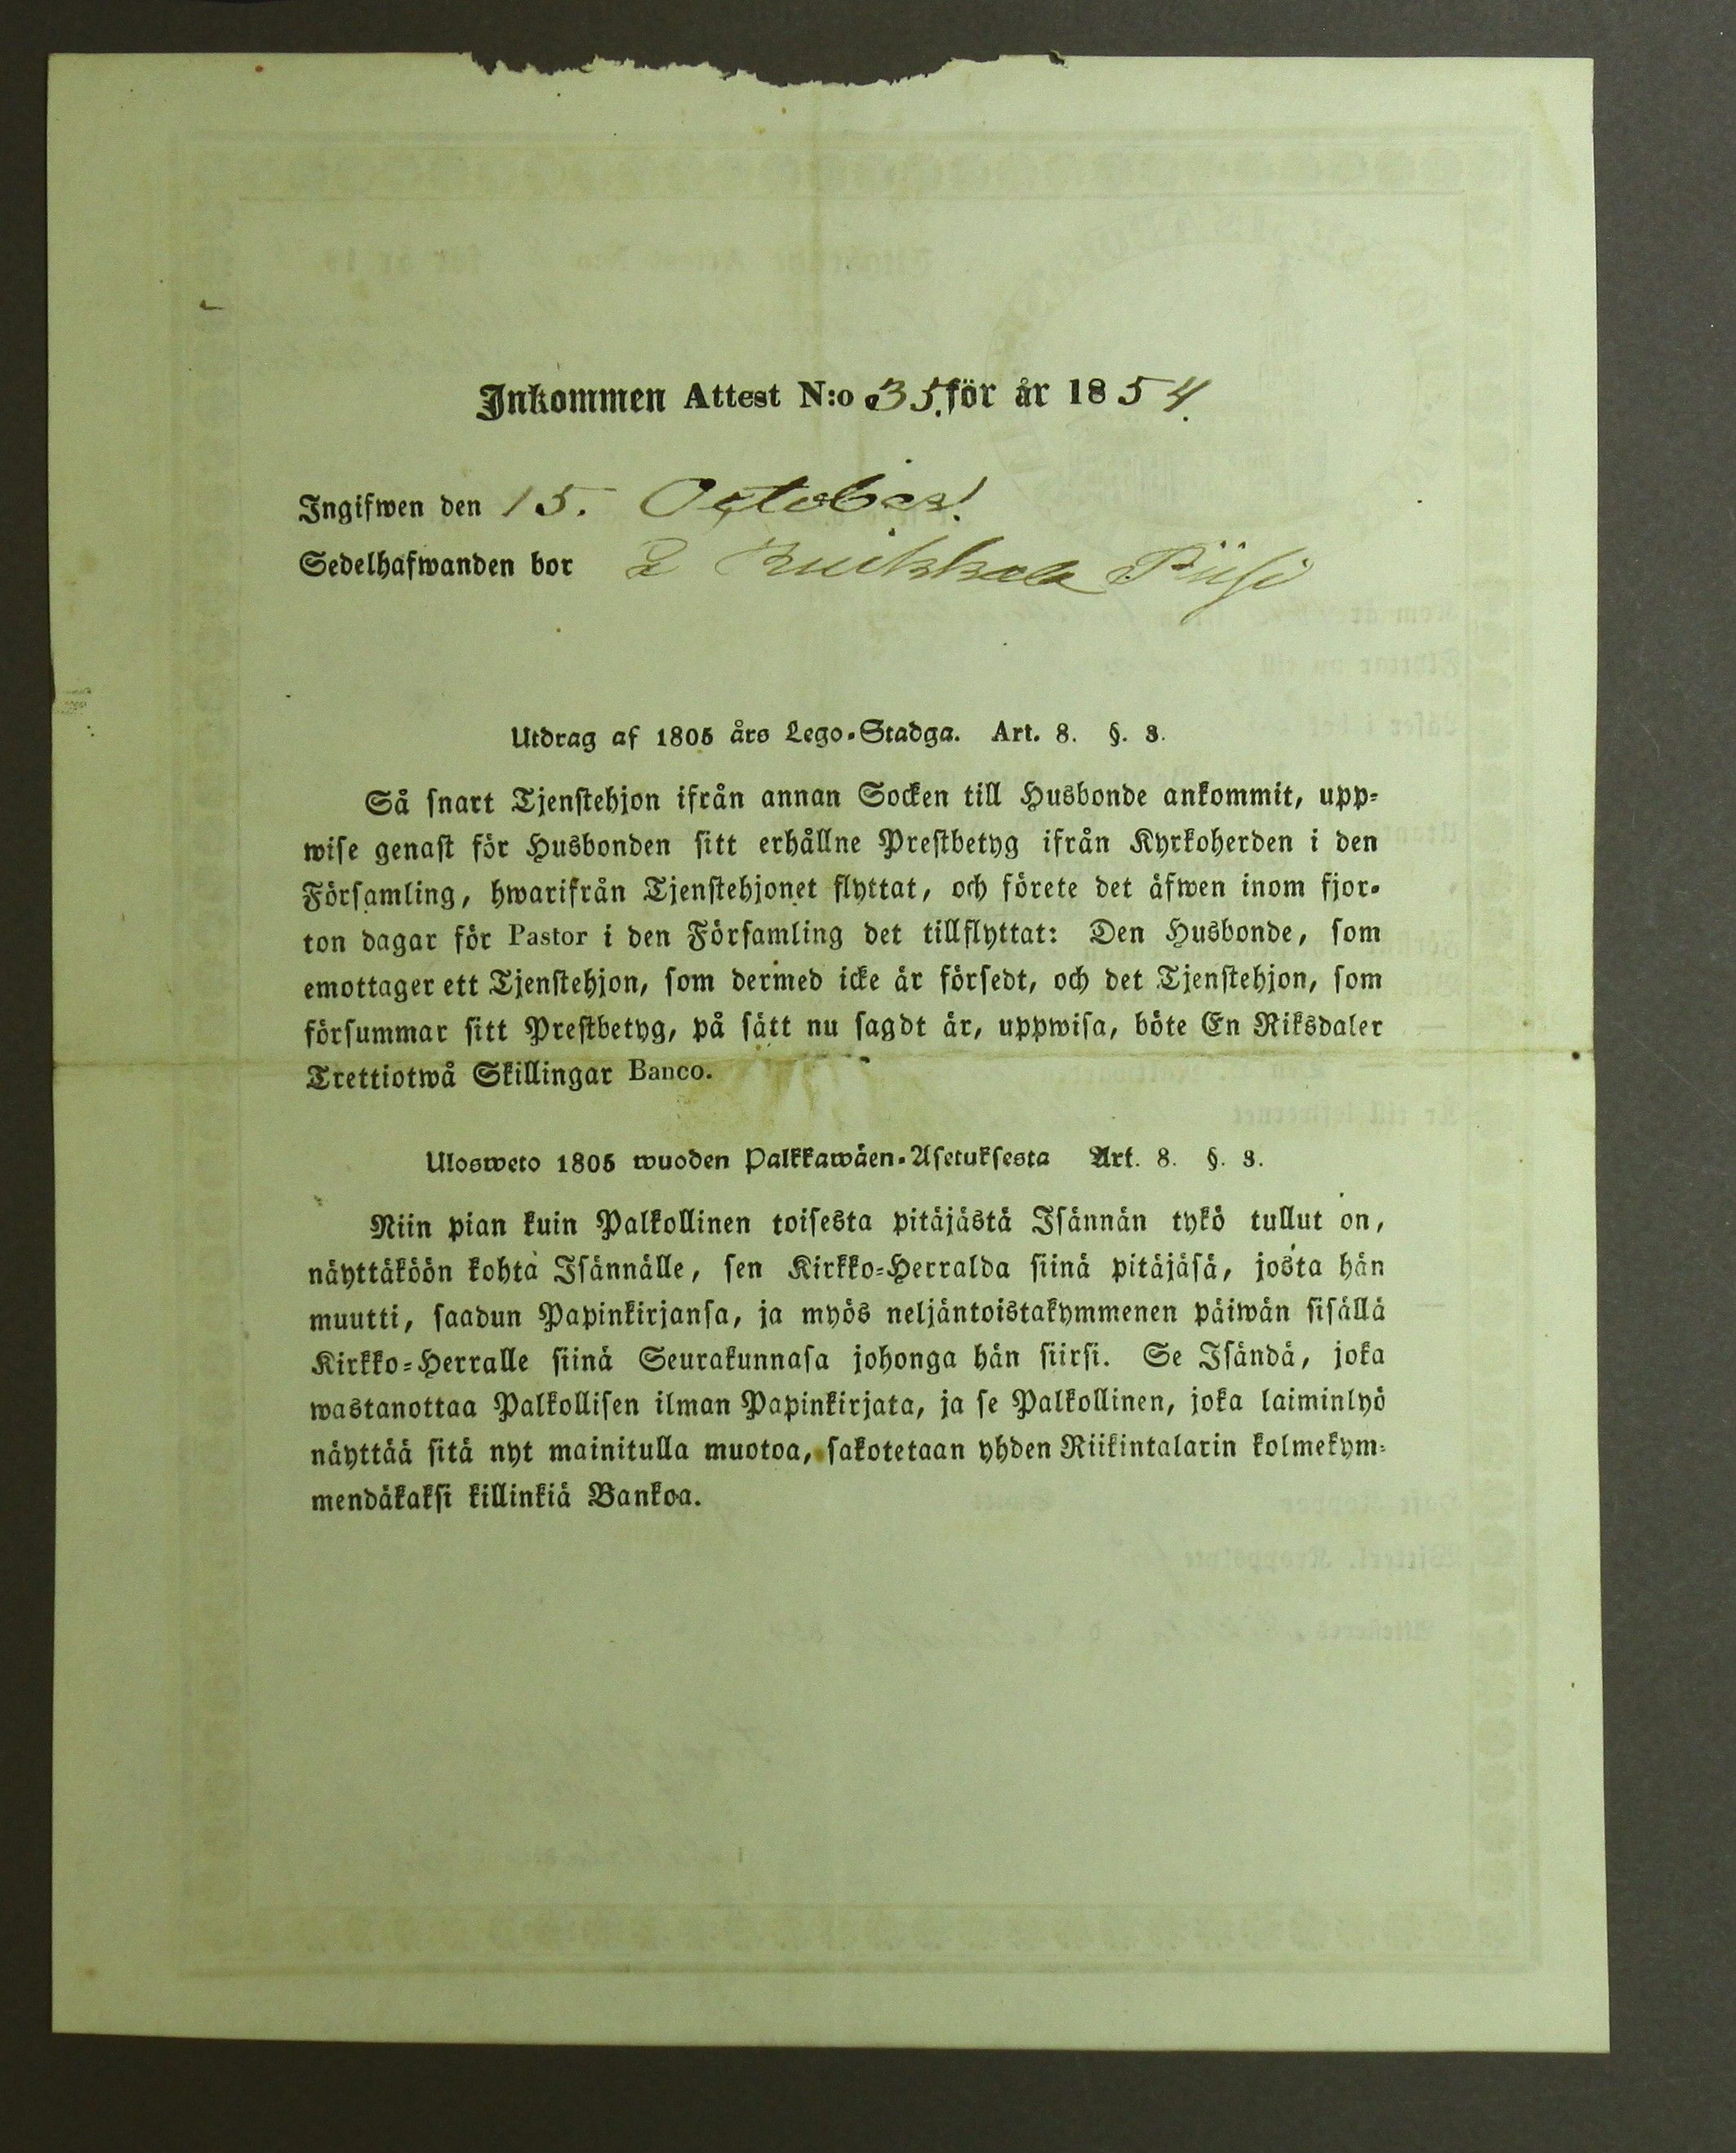 Inkommen Attest N:o 35. för år 1854.
Ingifwen den 15. October!
Sedelhafwanden bor
Utdrag af 1805 års Lego-Stadga. Art. 8. §. 3.
Så snart Tjenstehjon ifrån annan Socken till Husbonde ankommit, upp-
wise genast för Husbonden sitt erhållne Prestbetyg ifrån Kyrkoherden i den
Församling, hwarifrån Tjenstehjonet flyttat, och förete det äfwen inom fjor-
ton dagar för Pastor i den Församling det tillflyttat: Den Husbonde, som
emottager ett Tjenstehjon, som dermed icke är försedt, och det Tjenstehjon, som
försummar sitt Prestbetyg, på sätt nu sagdt är, uppwisa, böte En Riksdaler
Trettiotwå Skillingar Banco.
Ulosweto 1805 wuoden Palkkawäen-Asetuksesta Art. 8. §. 3.
Niin pian kuin Palkollinen toisesta pitäjästä Isännän tykö tullut on,
näyttäköön kohta Isännälle, sen Kirkko-Herralda siinä pitäjäsä, josta hän
muutti, saadun Papinkirjansa, ja myös neljäntoistakymmenen päiwän sisällä
Kirkko-Herralle siinä Seurakunnasa johonga hän siirsi. Se Isändä, joka
wastanottaa Palkollisen ilman Papinkirjata, ja se Palkollinen, joka laiminlyö
näyttää sitä nyt mainitulla muotoa, sakotetaan yhden Riikintalarin kolmekym-
mendäkaksi killinkiä Bankoa.